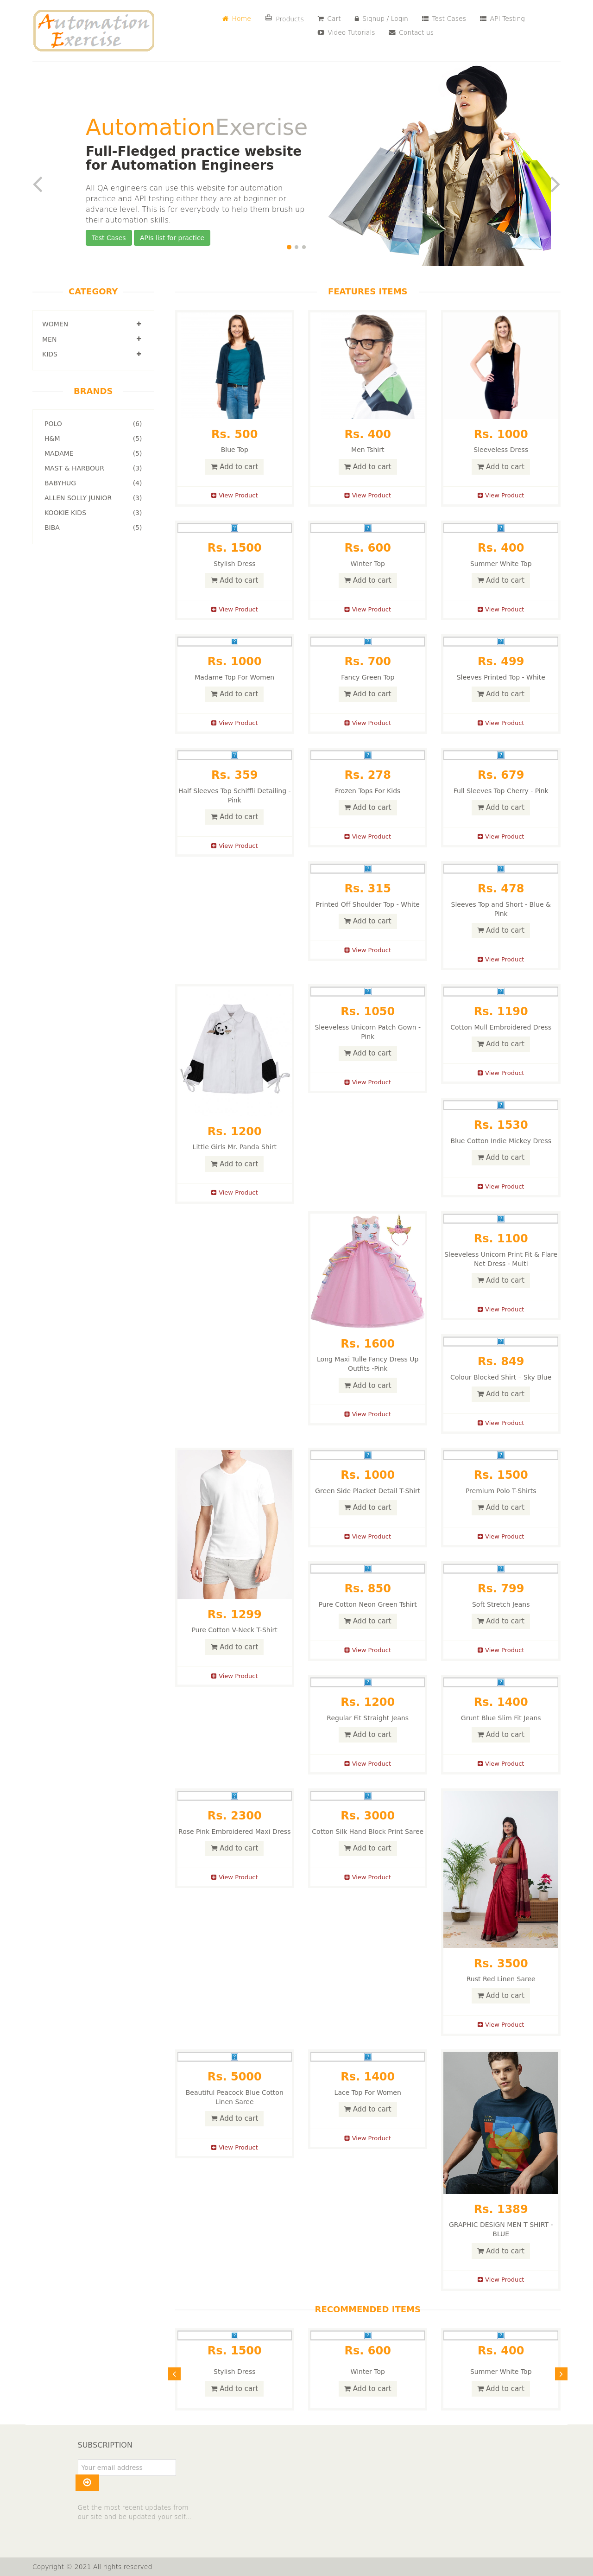 Automation
Exercise
Home
Products
Cart
Signup / Login
Test Cases
API Testing
Video Tutorials
Contact us
AutomationExercise
Full-Fledged practice website
for Automation Engineers
All QA engineers can use this website for automation
practice and API testing either they are at beginner or
advance level. This is for everybody to help them brush up
their automation skills.
Test Cases
APIs list for practice
CATEGORY
WOMEN
MEN
KIDS
BRANDS
POLO (6)
H&M (5)
MADAME (5)
MAST & HARBOUR (3)
BABYHUG (4)
ALLEN SOLLY JUNIOR (3)
KOOKIE KIDS (3)
BIBA (5)
FEATURES ITEMS
Rs. 500
Blue Top
Add to cart
View Product
Rs. 400
Men Tshirt
Add to cart
View Product
Rs. 1000
Sleeveless Dress
Add to cart
View Product
Rs. 1500
Stylish Dress
Add to cart
View Product
Rs. 600
Winter Top
Add to cart
View Product
Rs. 400
Summer White Top
Add to cart
View Product
Rs. 1000
Madame Top For Women
Add to cart
View Product
Rs. 700
Fancy Green Top
Add to cart
View Product
Rs. 499
Sleeves Printed Top - White
Add to cart
View Product
Rs. 359
Half Sleeves Top Schiffli Detailing -
Pink
Add to cart
View Product
Rs. 278
Frozen Tops For Kids
Add to cart
View Product
Rs. 679
Full Sleeves Top Cherry - Pink
Add to cart
View Product
Rs. 315
Printed Off Shoulder Top - White
Add to cart
View Product
Rs. 478
Sleeves Top and Short - Blue &
Pink
Add to cart
View Product
Rs. 1200
Little Girls Mr. Panda Shirt
Add to cart
View Product
Rs. 1050
Sleeveless Unicorn Patch Gown -
Pink
Add to cart
View Product
Rs. 1190
Cotton Mull Embroidered Dress
Add to cart
View Product
Rs. 1530
Blue Cotton Indie Mickey Dress
Add to cart
View Product
Rs. 1600
Long Maxi Tulle Fancy Dress Up
Outfits -Pink
Add to cart
View Product
Rs. 1100
Sleeveless Unicorn Print Fit & Flare
Net Dress - Multi
Add to cart
View Product
Rs. 849
Colour Blocked Shirt – Sky Blue
Add to cart
View Product
Rs. 1299
Pure Cotton V-Neck T-Shirt
Add to cart
View Product
Rs. 1000
Green Side Placket Detail T-Shirt
Add to cart
View Product
Rs. 1500
Premium Polo T-Shirts
Add to cart
View Product
Rs. 850
Pure Cotton Neon Green Tshirt
Add to cart
View Product
Rs. 799
Soft Stretch Jeans
Add to cart
View Product
Rs. 1200
Regular Fit Straight Jeans
Add to cart
View Product
Rs. 1400
Grunt Blue Slim Fit Jeans
Add to cart
View Product
Rs. 2300
Rose Pink Embroidered Maxi Dress
Add to cart
View Product
Rs. 3000
Cotton Silk Hand Block Print Saree
Add to cart
View Product
Rs. 3500
Rust Red Linen Saree
Add to cart
View Product
Rs. 5000
Beautiful Peacock Blue Cotton
Linen Saree
Add to cart
View Product
Rs. 1400
Lace Top For Women
Add to cart
View Product
Rs. 1389
GRAPHIC DESIGN MEN T SHIRT -
BLUE
Add to cart
View Product
RECOMMENDED ITEMS
Rs. 1500
Stylish Dress
Add to cart
Rs. 600
Winter Top
Add to cart
Rs. 400
Summer White Top
Add to cart
SUBSCRIPTION
Your email address
Get the most recent updates from
our site and be updated your self...
Copyright © 2021 All rights reserved